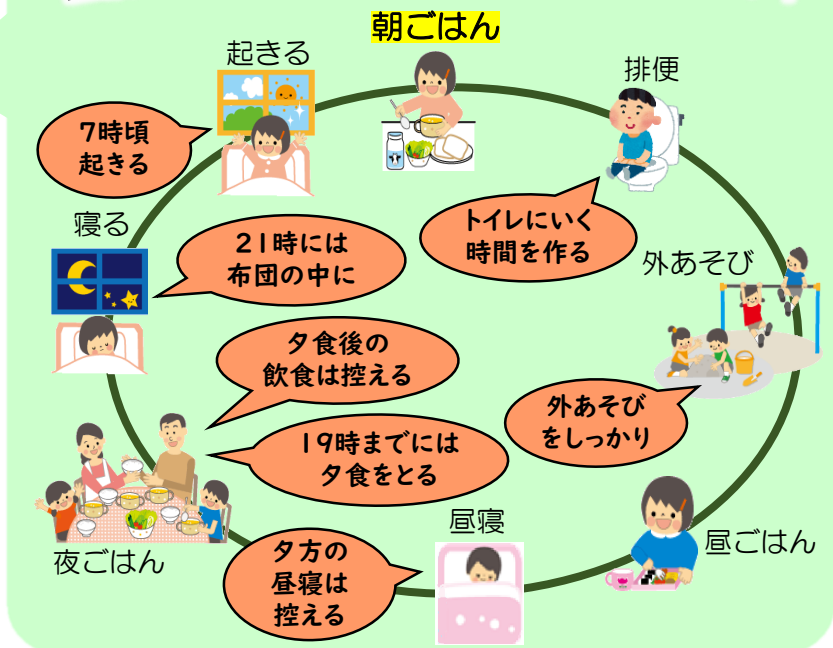 朝ごはん
起きる
7時頃
起きる
排便
トイレにいく
時間を作る
外あそび
外あそび
をしっかり
昼ごはん
昼寝
夕方の
昼寝は
控える
夜ごはん
19時までには
夕食をとる
夕食後の
飲食は控える
寝る
21時には
布団の中に